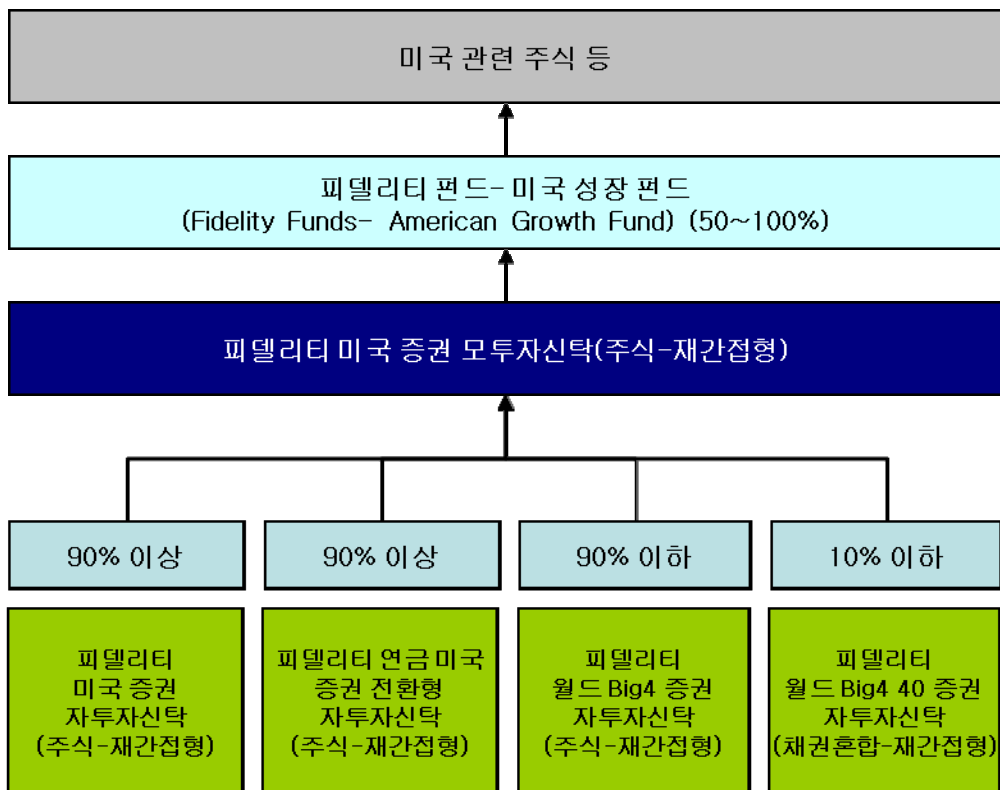 미국 관련 주식 등
피델리티 펀드- 미국 성장 펀드
(Fidelity Funds- American Growth Fund) (50~100%)
피델리티 미국 증권 모투자신탁(주식-재간접형)
90% 이상
90% 이상
90% 이하
10% 이하
피델리티
미국 증권
자투자신탁
(주식-재간접형)
피델리티 연금 미국
증권 전환형
자투자신탁
(주식-재간접형)
피델리티
월드 Big4 증권
자투자신탁
(주식-재간접형)
피델리티
월드 Big4 40 증권
자투자신탁
(채권혼합-재간접형)